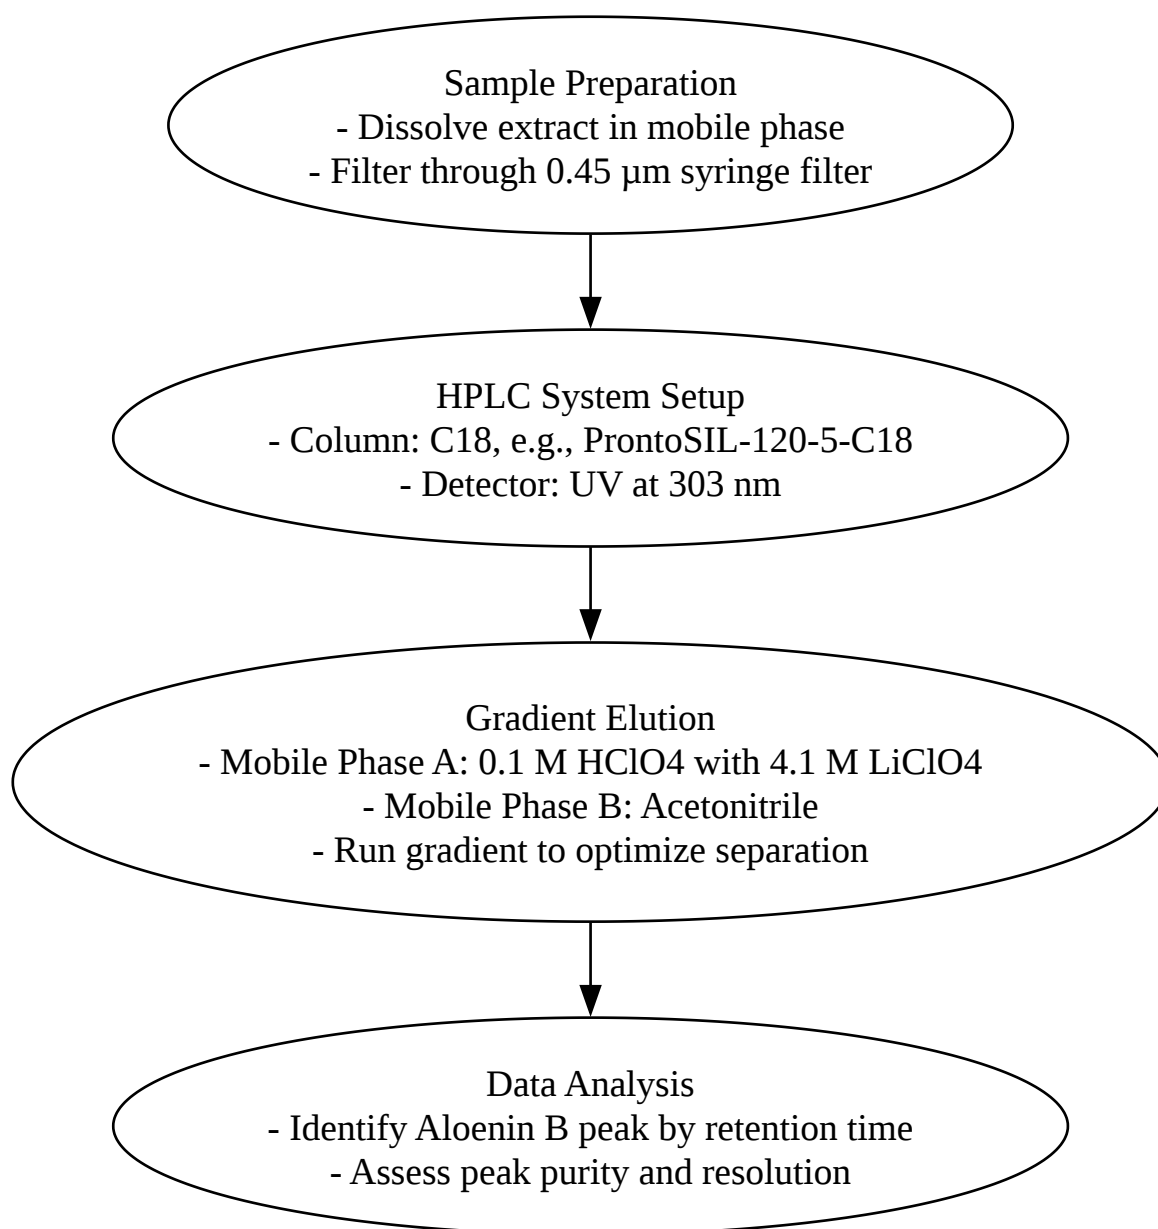 Sample Preparation
- Dissolve extract in mobile phase
- Filter through 0.45 µm syringe filter
HPLC System Setup
- Column: C18, e.g., ProntoSIL-120-5-C18
- Detector: UV at 303 nm
Gradient Elution
- Mobile Phase A: 0.1 M HClO4 with 4.1 M LiClO4
- Mobile Phase B: Acetonitrile
- Run gradient to optimize separation
Data Analysis
- Identify Aloenin B peak by retention time
- Assess peak purity and resolution